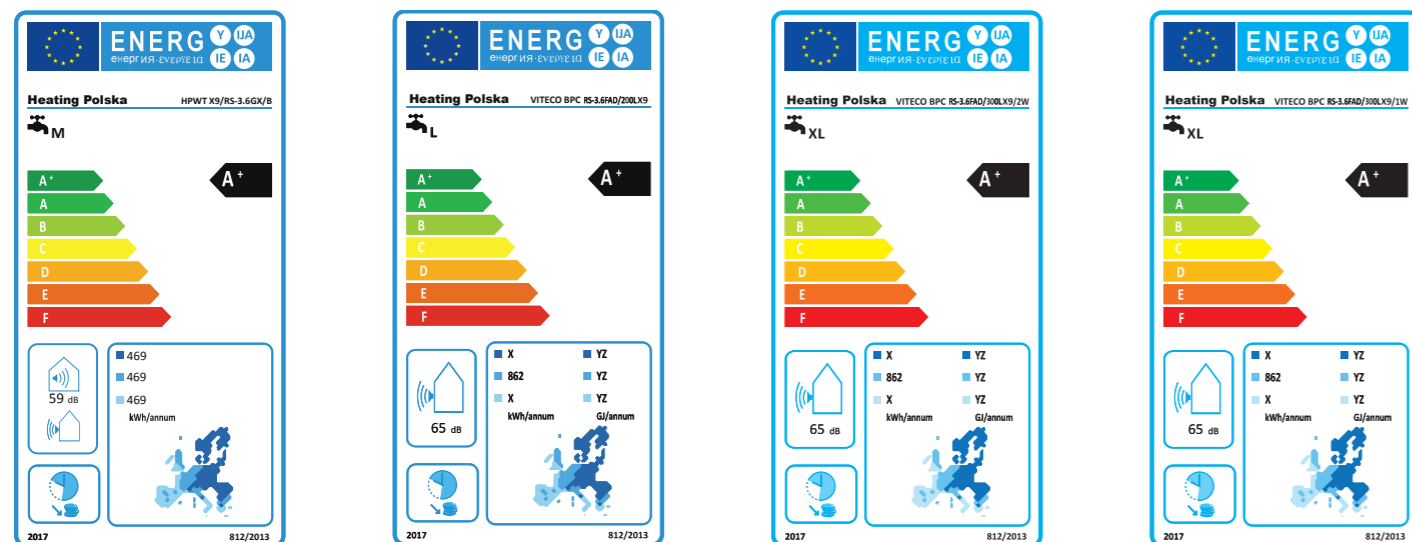 ENERG Y IJA
енергия·ενεργεια IE IA
Heating Polska HPWT X9/RS-3.6GX/B
M
A+
A+
A
B
C
D
E
F
469
469
469
kWh/annum
59 dB
2017 812/2013
ENERG Y IJA
енергия·ενεργεια IE IA
Heating Polska VITECO BPC RS-3.6FAD/200LX9
L
A+
A+
A
B
C
D
E
F
X YZ
862 YZ
X YZ
kWh/annum GJ/annum
65 dB
2017 812/2013
ENERG Y IJA
енергия·ενεργεια IE IA
Heating Polska VITECO BPC RS-3.6FAD/300LX9/2W
XL
A+
A+
A
B
C
D
E
F
X YZ
862 YZ
X YZ
kWh/annum GJ/annum
65 dB
2017 812/2013
ENERG Y IJA
енергия·ενεργεια IE IA
Heating Polska VITECO BPC RS-3.6FAD/300LX9/1W
XL
A+
A+
A
B
C
D
E
F
X YZ
862 YZ
X YZ
kWh/annum GJ/annum
65 dB
2017 812/2013